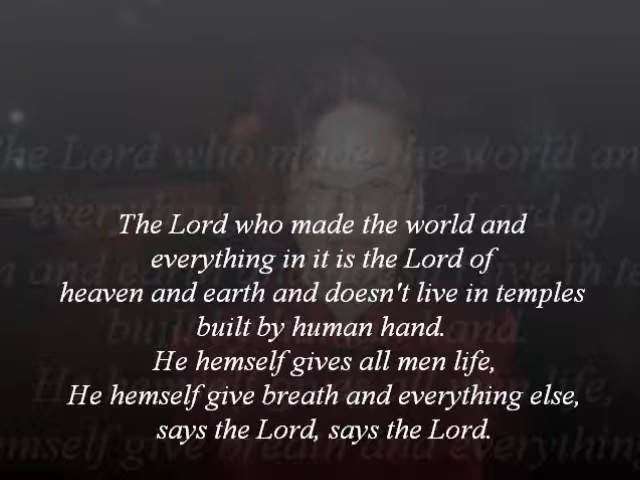 The Lord who made the world and
everything in it is the Lord of
heaven and earth and doesn't live in temples
built by human hand.
He hemself gives all men life,
He hemself give breath and everything else,
says the Lord, says the Lord.